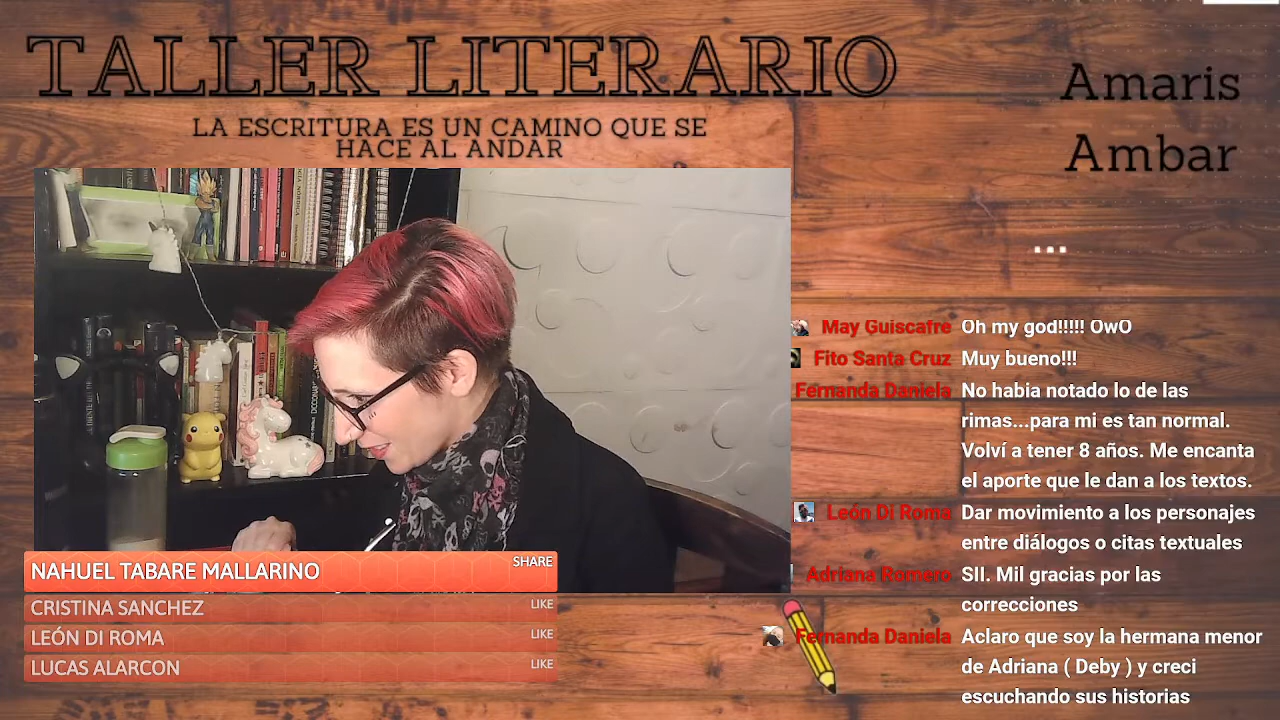 TALLER LITERARIO
LA ESCRITURA ES UN CAMINO QUE SE
HACE AL ANDAR
Amaris
Ambar
...
May Guiscafre Oh my god!!!!! OwO
Fito Santa Cruz Muy bueno!!!
Fernanda Daniela No habia notado lo de las
rimas...para mi es tan normal.
Volví a tener 8 años. Me encanta
el aporte que le dan a los textos.
León Di Roma Dar movimiento a los personajes
entre diálogos o citas textuales
Adriana Romero SII. Mil gracias por las
correcciones
Fernanda Daniela Aclaro que soy la hermana menor
de Adriana ( Deby ) y creci
escuchando sus historias
NAHUEL TABARE MALLARINO SHARE
CRISTINA SANCHEZ LIKE
LEÓN DI ROMA LIKE
LUCAS ALARCON LIKE